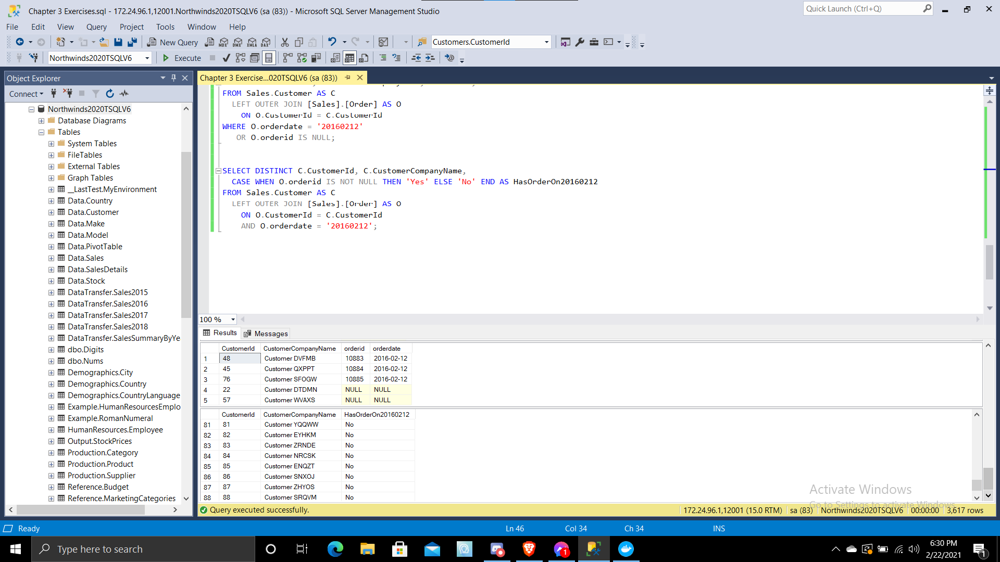 Chapter 3 Exercises.sql - 172.24.96.1,12001.Northwinds2020TSQLV6 (sa (83)) - Microsoft SQL Server Management Studio
Quick Launch (Ctrl+Q)
File Edit View Query Project Tools Window Help
New Query
MDX DMX XMLA DAX
Customers.CustomerId
Northwinds2020TSQLV6
Execute
Object Explorer
Connect
Northwinds2020TSQLV6
Database Diagrams
Tables
System Tables
FileTables
External Tables
Graph Tables
__LastTest.MyEnvironment
Data.Country
Data.Customer
Data.Make
Data.Model
Data.PivotTable
Data.Sales
Data.SalesDetails
Data.Stock
DataTransfer.Sales2015
DataTransfer.Sales2016
DataTransfer.Sales2017
DataTransfer.Sales2018
DataTransfer.SalesSummaryByYe
dbo.Digits
dbo.Nums
Demographics.City
Demographics.Country
Demographics.CountryLanguage
Example.HumanResourcesEmplo
Example.RomanNumeral
HumanResources.Employee
Output.StockPrices
Production.Category
Production.Product
Production.Supplier
Reference.Budget
Reference.MarketingCategories
Chapter 3 Exercise...020TSQLV6 (sa (83))
FROM Sales.Customer AS C
LEFT OUTER JOIN [Sales].[Order] AS O
ON O.CustomerId = C.CustomerId
WHERE O.orderdate = '20160212'
OR O.orderid IS NULL;
SELECT DISTINCT C.CustomerId, C.CustomerCompanyName,
CASE WHEN O.orderid IS NOT NULL THEN 'Yes' ELSE 'No' END AS HasOrderOn20160212
FROM Sales.Customer AS C
LEFT OUTER JOIN [Sales].[Order] AS O
ON O.CustomerId = C.CustomerId
AND O.orderdate = '20160212';
100 %
Results Messages
CustomerId CustomerCompanyName orderid orderdate
1 48 Customer DVFMB 10883 2016-02-12
2 45 Customer QXPPT 10884 2016-02-12
3 76 Customer SFOGW 10885 2016-02-12
4 22 Customer DTDMN NULL NULL
5 57 Customer WVAXS NULL NULL
CustomerId CustomerCompanyName HasOrderOn20160212
81 81 Customer YQQWW No
82 82 Customer EYHKM No
83 83 Customer ZRNDE No
84 84 Customer NRCSK No
85 85 Customer ENQZT No
86 86 Customer SNXOJ No
87 87 Customer ZHYOS No
88 88 Customer SRQVM No
Activate Windows
Go to Settings to activate Windows.
Query executed successfully.
172.24.96.1,12001 (15.0 RTM) sa (83) Northwinds2020TSQLV6 00:00:00 3,617 rows
Ready Ln 46 Col 34 Ch 34 INS
Type here to search
1
6:30 PM
2/22/2021
1